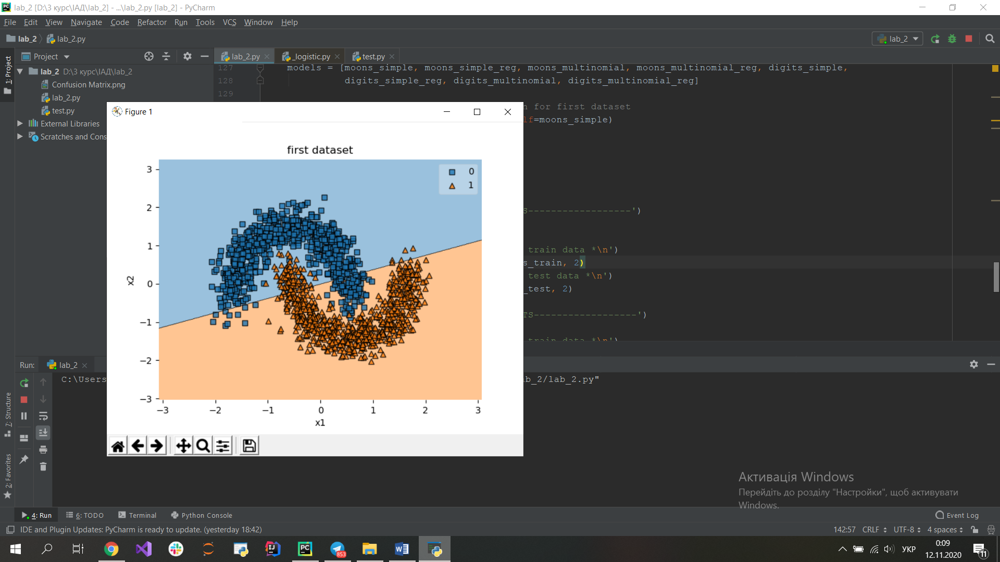 lab_2 [D:\3 курс\ІАД\lab_2] - ...\lab_2.py [lab_2] - PyCharm
File Edit View Navigate Code Refactor Run Tools VCS Window Help
lab_2 lab_2.py lab_2
1: Project
Project
lab_2.py _logistic.py test.py
lab_2 D:\3 курс\ІАД\lab_2
Confusion Matrix.png
lab_2.py
test.py
External Libraries
Scratches and Cons
127 models = [moons_simple, moons_simple_reg, moons_multinomial, moons_multinomial_reg, digits_simple,
128 digits_simple_reg, digits_multinomial, digits_multinomial_reg]
129
n for first dataset
lf=moons_simple)
S------------------')
train data *\n')
s_train, 2)
test data *\n')
_test, 2)
TS------------------')
train data *\n')
Figure 1
first dataset
0
1
3
2
1
0
−1
−2
−3
x2
−3 −2 −1 0 1 2 3
x1
Run: lab_2
C:\Users
ab_2/lab_2.py"
7: Structure
2: Favorites
Активація Windows
Перейдіть до розділу "Настройки", щоб активувати
Windows.
4: Run 6: TODO Terminal Python Console Event Log
IDE and Plugin Updates: PyCharm is ready to update. (yesterday 18:42) 142:57 CRLF UTF-8 4 spaces
PC
853
УКР
0:09
12.11.2020
11